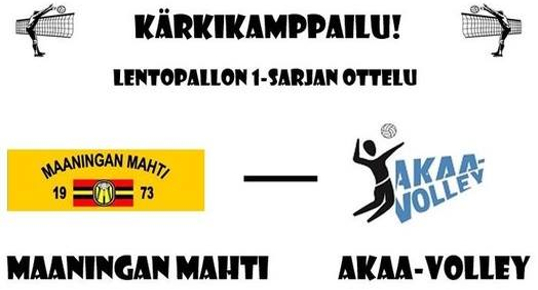 KÄRKIKAMPPAILU!
LENTOPALLON 1-SARJAN OTTELU
MAANINGAN MAHTI
19 73
AKAA-
VOLLEY
MAANINGAN MAHTI — AKAA-VOLLEY